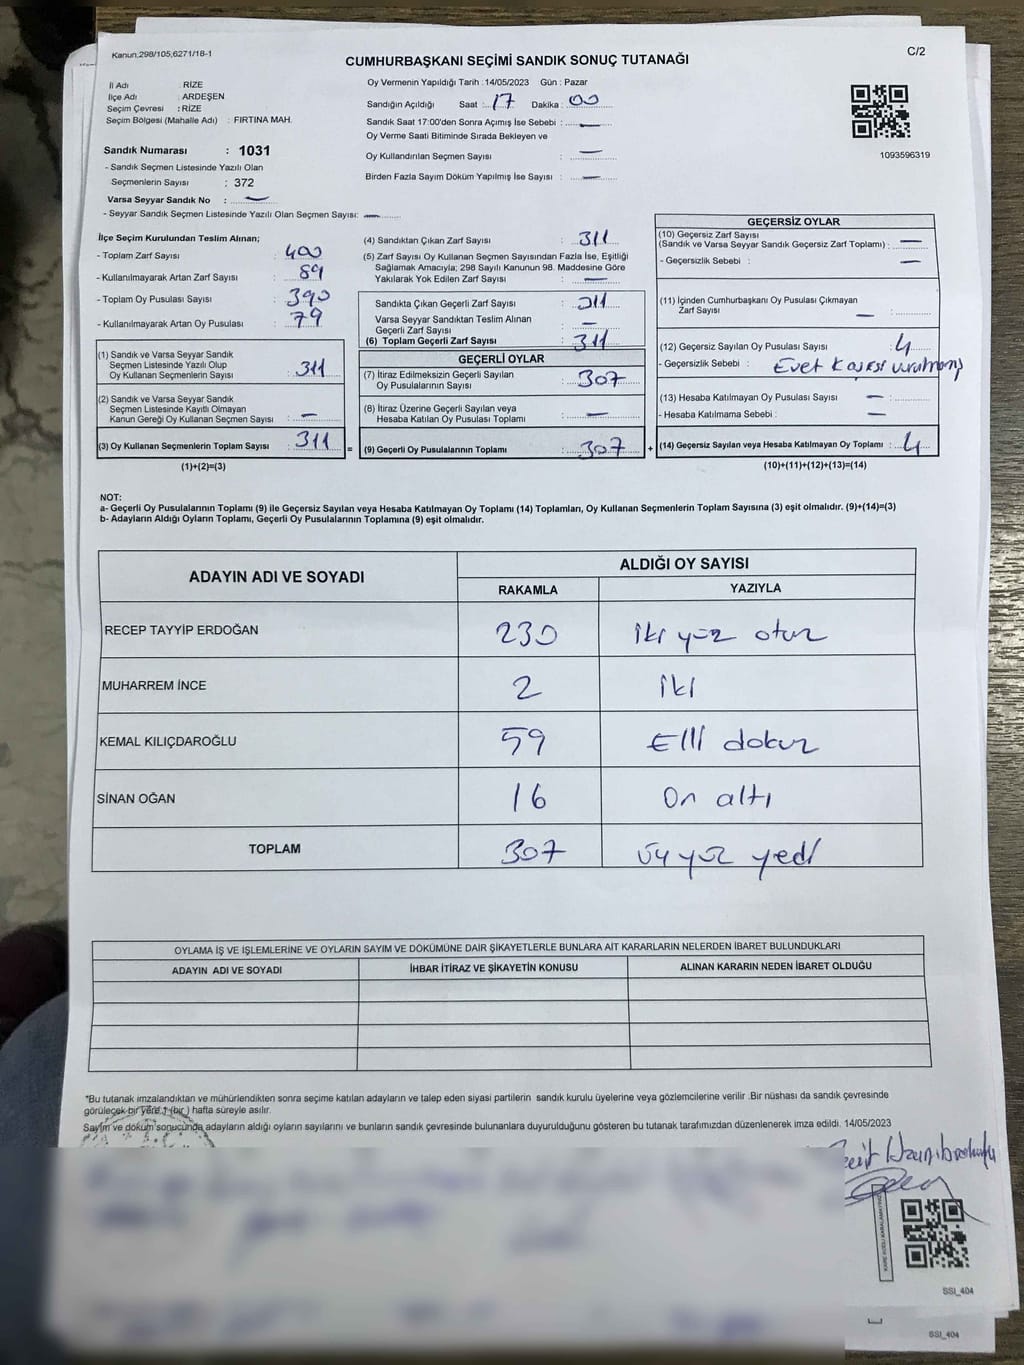 Kanun,298/105,6271/18-1
C/2
CUMHURBAŞKANI SEÇİMİ SANDIK SONUÇ TUTANAĞI
İl Adı : RİZE
İlçe Adı : ARDEŞEN
Seçim Çevresi : RİZE
Seçim Bölgesi (Mahalle Adı) : FIRTINA MAH.
Sandık Numarası : 1031
- Sandık Seçmen Listesinde Yazılı Olan
Seçmenlerin Sayısı : 372
Varsa Seyyar Sandık No : —
- Seyyar Sandık Seçmen Listesinde Yazılı Olan Seçmen Sayısı: —
Oy Vermenin Yapıldığı Tarih :14/05/2023 Gün : Pazar
Sandığın Açıldığı Saat : 17 Dakika : 00
Sandık Saat 17:00'den Sonra Açımış İse Sebebi : —
Oy Verme Saati Bitiminde Sırada Bekleyen ve
Oy Kullandırılan Seçmen Sayısı : —
Birden Fazla Sayım Döküm Yapılmış İse Sayısı : —
1093596319
İlçe Seçim Kurulundan Teslim Alınan;
- Toplam Zarf Sayısı : 400
- Kullanılmayarak Artan Zarf Sayısı : 89
- Toplam Oy Pusulası Sayısı : 390
- Kullanılmayarak Artan Oy Pusulası : 79
(1) Sandık ve Varsa Seyyar Sandık
Seçmen Listesinde Yazılı Olup
Oy Kullanan Seçmenlerin Sayısı : 311
(2) Sandık ve Varsa Seyyar Sandık
Seçmen Listesinde Kayıtlı Olmayan
Kanun Gereği Oy Kullanan Seçmen Sayısı : —
(3) Oy Kullanan Seçmenlerin Toplam Sayısı : 311 =
(1)+(2)=(3)
(4) Sandıktan Çıkan Zarf Sayısı : 311
(5) Zarf Sayısı Oy Kullanan Seçmen Sayısından Fazla İse, Eşitliği
Sağlamak Amacıyla; 298 Sayılı Kanunun 98. Maddesine Göre
Yakılarak Yok Edilen Zarf Sayısı : —
Sandıkta Çıkan Geçerli Zarf Sayısı : 311
Varsa Seyyar Sandıktan Teslim Alınan
Geçerli Zarf Sayısı : —
(6) Toplam Geçerli Zarf Sayısı : 311
GEÇERLİ OYLAR
(7) İtiraz Edilmeksizin Geçerli Sayılan
Oy Pusulalarının Sayısı : 307
(8) İtiraz Üzerine Geçerli Sayılan veya
Hesaba Katılan Oy Pusulası Toplamı : —
(9) Geçerli Oy Pusulalarının Toplamı : 307 +
GEÇERSİZ OYLAR
(10) Geçersiz Zarf Sayısı
(Sandık ve Varsa Seyyar Sandık Geçersiz Zarf Toplamı) : —
- Geçersizlik Sebebi : —
(11) İçinden Cumhurbaşkanı Oy Pusulası Çıkmayan
Zarf Sayısı — :
(12) Geçersiz Sayılan Oy Pusulası Sayısı : 4
- Geçersizlik Sebebi : Evet Kaşesi vurulmamış
(13) Hesaba Katılmayan Oy Pusulası Sayısı — :
- Hesaba Katılmama Sebebi : —
(14) Geçersiz Sayılan veya Hesaba Katılmayan Oy Toplamı : 4
(10)+(11)+(12)+(13)=(14)
NOT:
a- Geçerli Oy Pusulalarının Toplamı (9) ile Geçersiz Sayılan veya Hesaba Katılmayan Oy Toplamı (14) Toplamları, Oy Kullanan Seçmenlerin Toplam Sayısına (3) eşit olmalıdır. (9)+(14)=(3)
b- Adayların Aldığı Oyların Toplamı, Geçerli Oy Pusulalarının Toplamına (9) eşit olmalıdır.
ADAYIN ADI VE SOYADI ALDIĞI OY SAYISI
RAKAMLA YAZIYLA
RECEP TAYYİP ERDOĞAN 230 iki yüz otuz
MUHARREM İNCE 2 iki
KEMAL KILIÇDAROĞLU 59 Elli dokuz
SİNAN OĞAN 16 On altı
TOPLAM 307 üç yüz yedi
OYLAMA İŞ VE İŞLEMLERİNE VE OYLARIN SAYIM VE DÖKÜMÜNE DAİR ŞİKAYETLERLE BUNLARA AİT KARARLARIN NELERDEN İBARET BULUNDUKLARI
ADAYIN ADI VE SOYADI İHBAR İTİRAZ VE ŞİKAYETİN KONUSU ALINAN KARARIN NEDEN İBARET OLDUĞU
*Bu tutanak imzalandıktan ve mühürlendikten sonra seçime katılan adayların ve talep eden siyasi partilerin sandık kurulu üyelerine veya gözlemcilerine verilir .Bir nüshası da sandık çevresinde
görülecek bir yere 1 (bir ) hafta süreyle asılır.
Sayım ve döküm sonucunda adayların aldığı oyların sayılarını ve bunların sandık çevresinde bulunanlara duyurulduğunu gösteren bu tutanak tarafımızdan düzenlenerek imza edildi. 14/05/2023
SSI_404
SSI_404